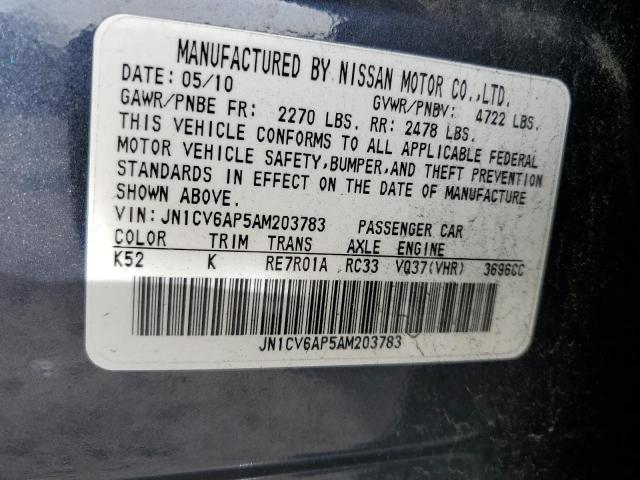 MANUFACTURED BY NISSAN MOTOR CO.,LTD.
DATE: 05/10 GVWR/PNBV: 4722 LBS.
GAWR/PNBE FR: 2270 LBS. RR: 2478 LBS.
THIS VEHICLE CONFORMS TO ALL APPLICABLE FEDERAL
MOTOR VEHICLE SAFETY,BUMPER,AND THEFT PREVENTION
STANDARDS IN EFFECT ON THE DATE OF MANUFACTURE
SHOWN ABOVE.
VIN:JN1CV6AP5AM203783 PASSENGER CAR
COLOR TRIM TRANS AXLE ENGINE
K52 K RE7R01A RC33 VQ37(VHR) 3696CC
JN1CV6AP5AM203783